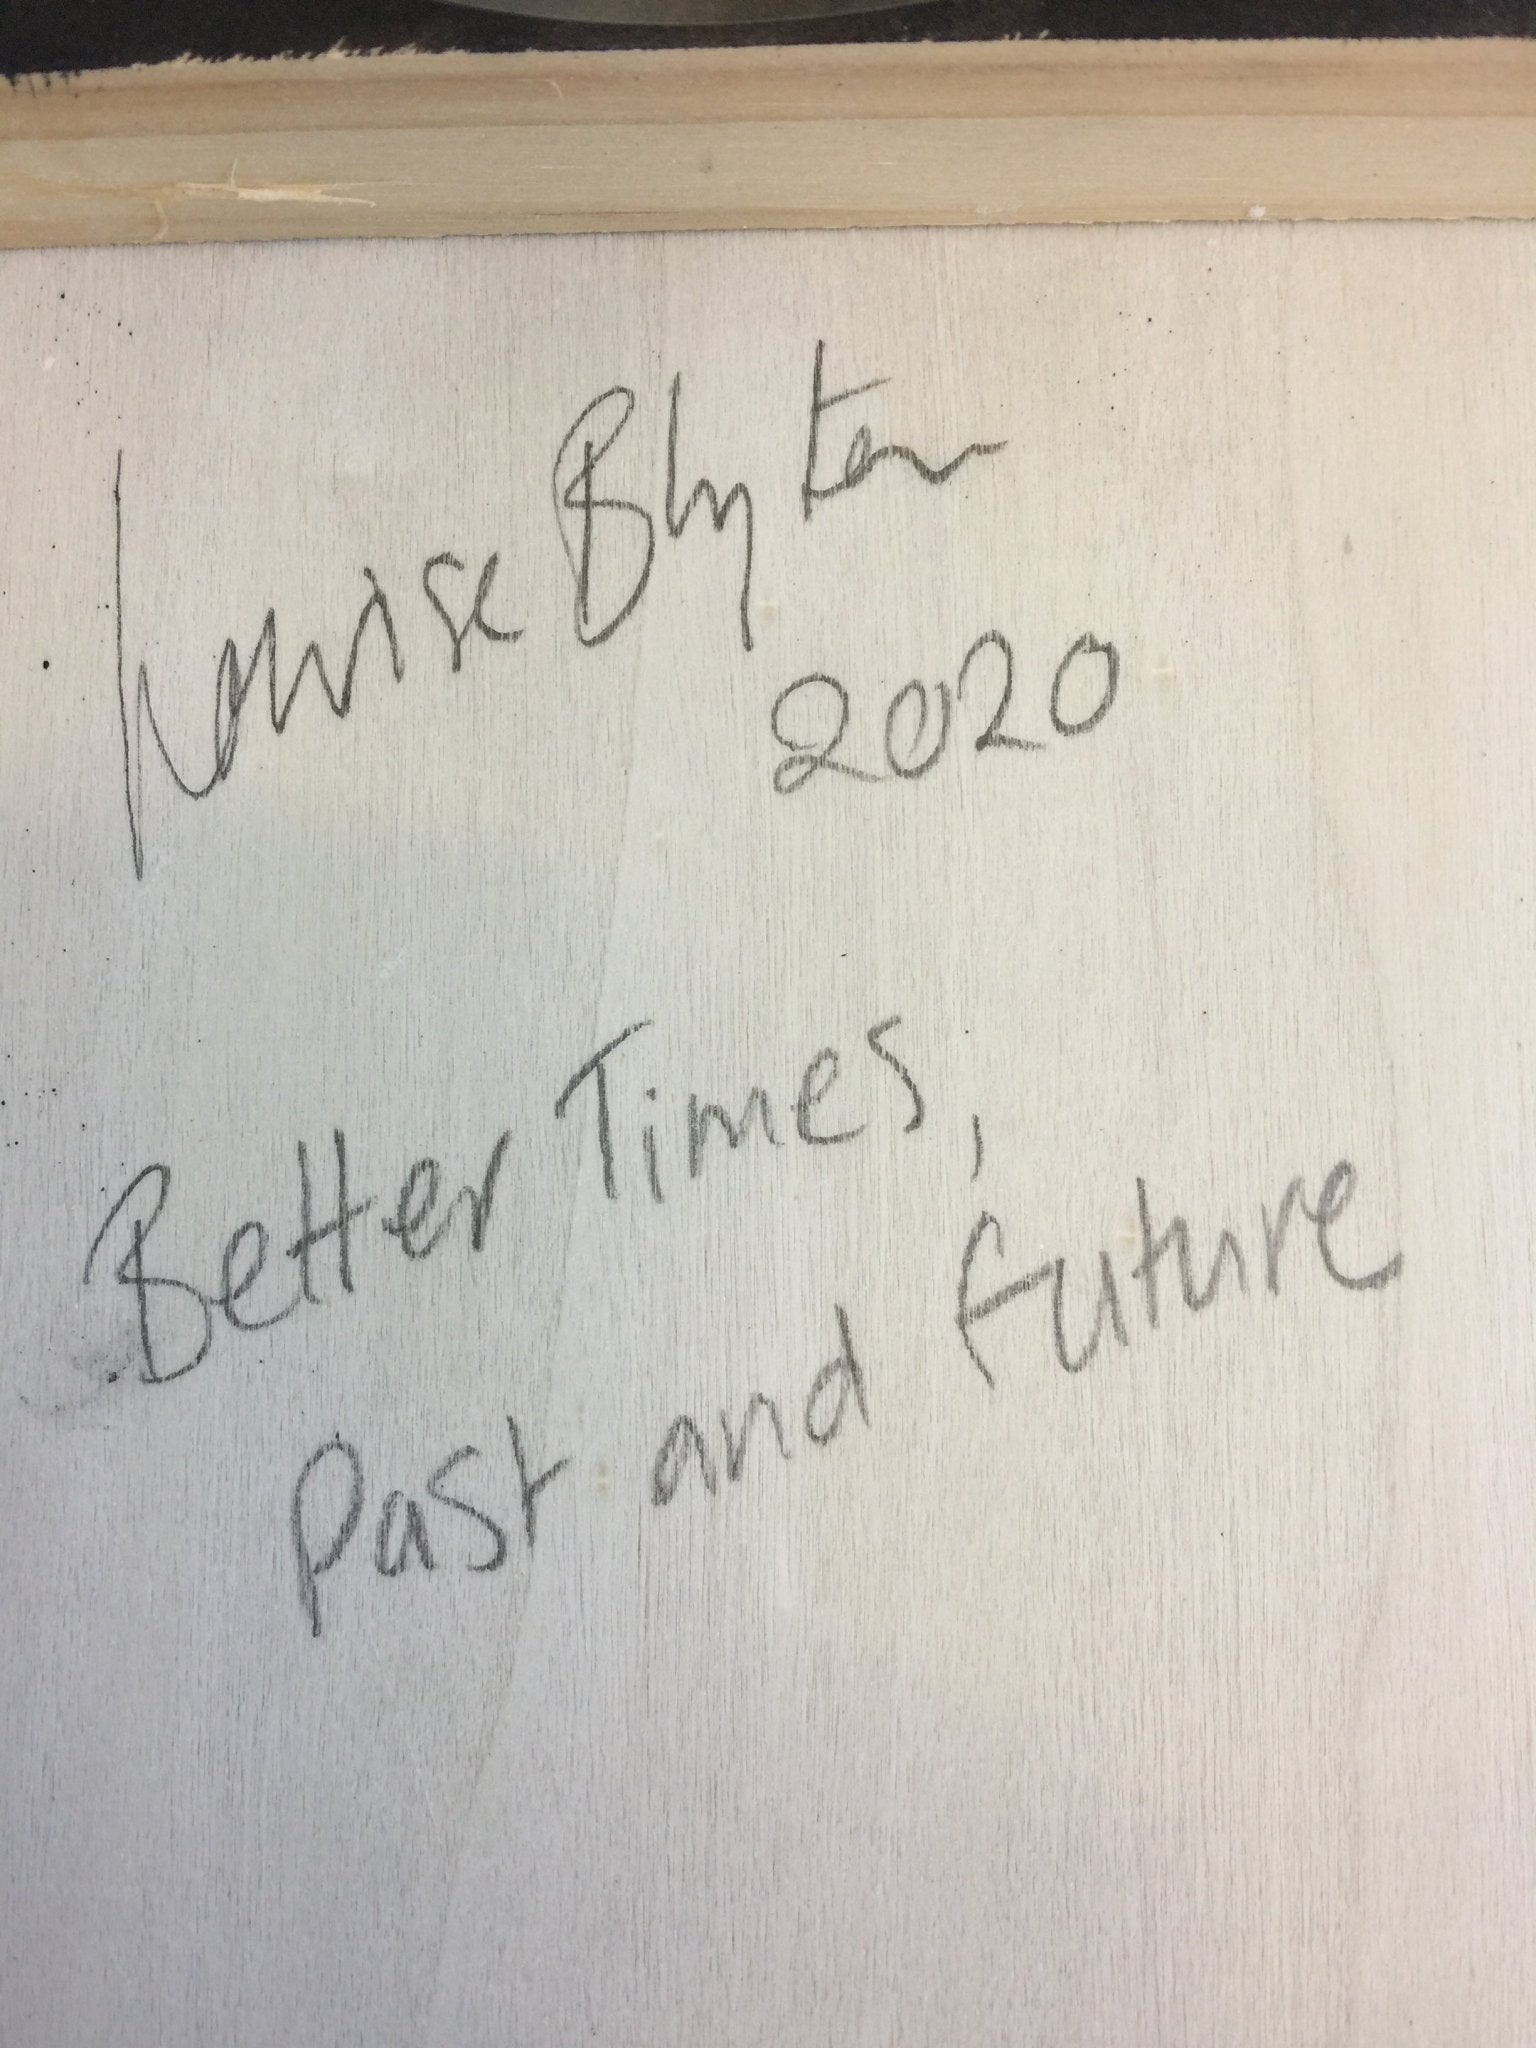 Louise Blyton
2020
Better Times,
Past and future